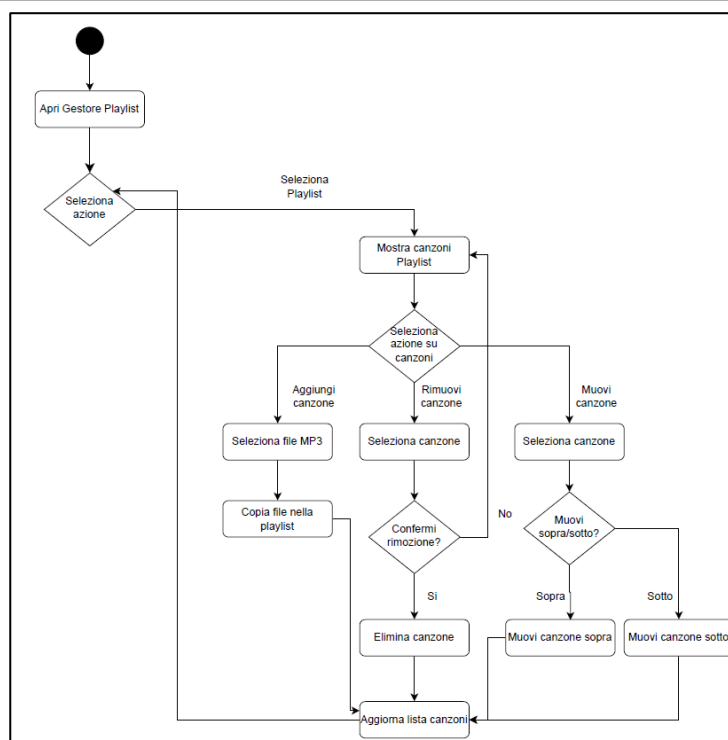 Apri Gestore Playlist
Seleziona
azione
Seleziona
Playlist
Mostra canzoni
Playlist
Seleziona
azione su
canzoni
Aggiungi
canzone
Rimuovi
canzone
Muovi
canzone
Seleziona file MP3
Seleziona canzone
Seleziona canzone
Copia file nella
playlist
Confermi
rimozione?
No
Muovi
sopra/sotto?
Si
Sopra
Sotto
Elimina canzone
Muovi canzone sopra
Muovi canzone sotto
Aggiorna lista canzoni